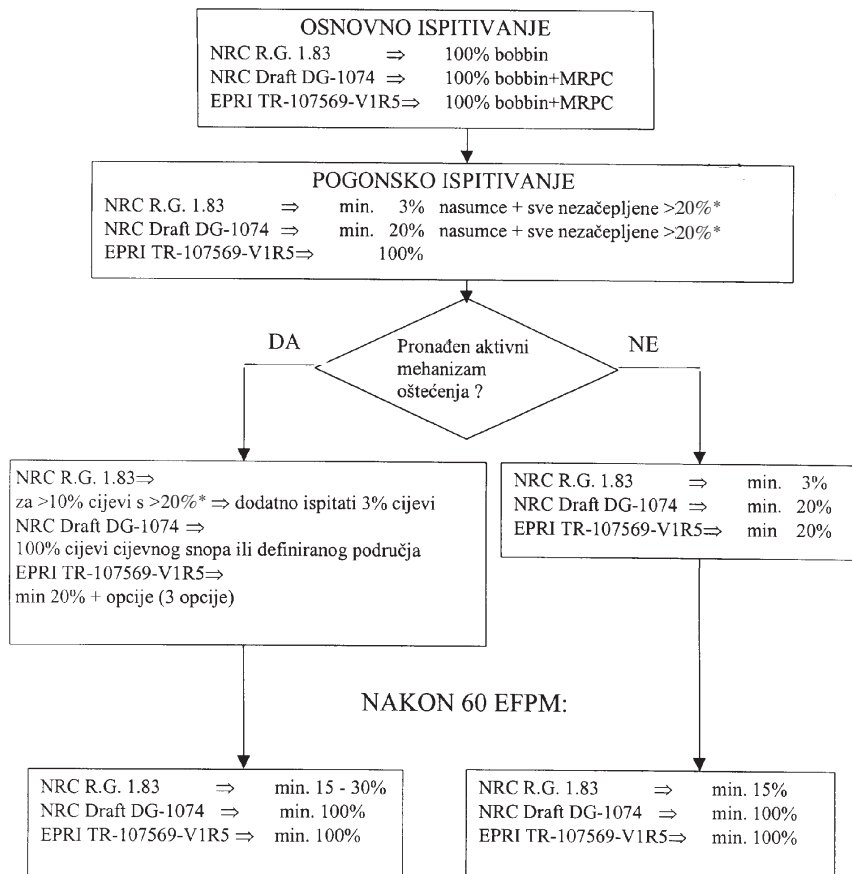 OSNOVNO ISPITIVANJE
NRC R.G. 1.83 ⇒ 100% bobbin
NRC Draft DG-1074 ⇒ 100% bobbin+MRPC
EPRI TR-107569-V1R5⇒ 100% bobbin+MRPC
POGONSKO ISPITIVANJE
NRC R.G. 1.83 ⇒ min. 3% nasumce + sve nezačepljene >20%*
NRC Draft DG-1074 ⇒ min. 20% nasumce + sve nezačepljene >20%*
EPRI TR-107569-V1R5⇒ 100%
DA
Pronađen aktivni
mehanizam
oštećenja ?
NE
NRC R.G. 1.83⇒
za >10% cijevi s >20%* ⇒ dodatno ispitati 3% cijevi
NRC Draft DG-1074 ⇒
100% cijevi cijevnog snopa ili definiranog područja
EPRI TR-107569-V1R5⇒
min 20% + opcije (3 opcije)
NRC R.G. 1.83 ⇒ min. 3%
NRC Draft DG-1074 ⇒ min. 20%
EPRI TR-107569-V1R5⇒ min 20%
NAKON 60 EFPM:
NRC R.G. 1.83 ⇒ min. 15 - 30%
NRC Draft DG-1074 ⇒ min. 100%
EPRI TR-107569-V1R5 ⇒ min. 100%
NRC R.G. 1.83 ⇒ min. 15%
NRC Draft DG-1074 ⇒ min. 100%
EPRI TR-107569-V1R5 ⇒ min. 100%